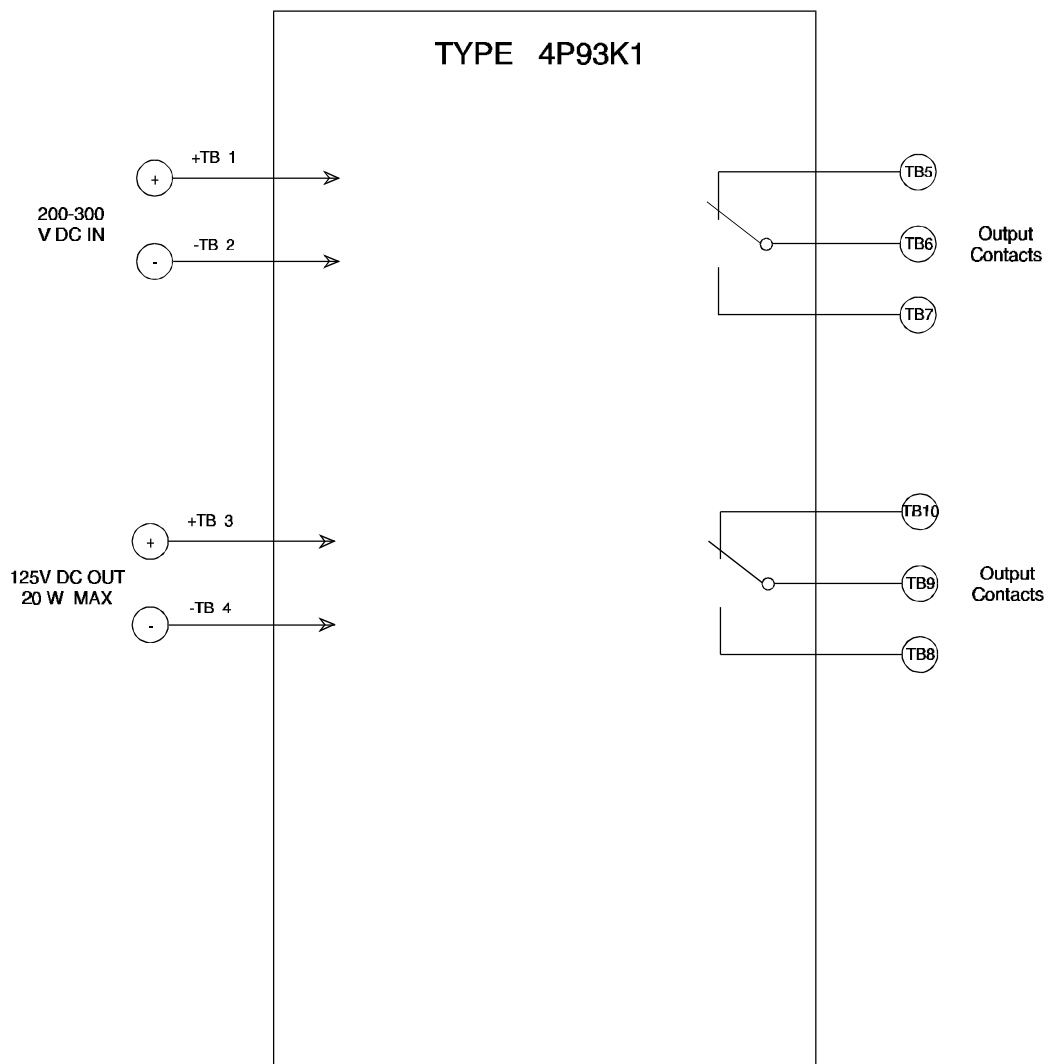 TYPE 4P93K1
+TB 1
+
200-300
V DC IN
-TB 2
-
TB5
TB6
Output
Contacts
TB7
+TB 3
+
125V DC OUT
20 W MAX
-TB 4
-
TB10
TB9
Output
Contacts
TB8